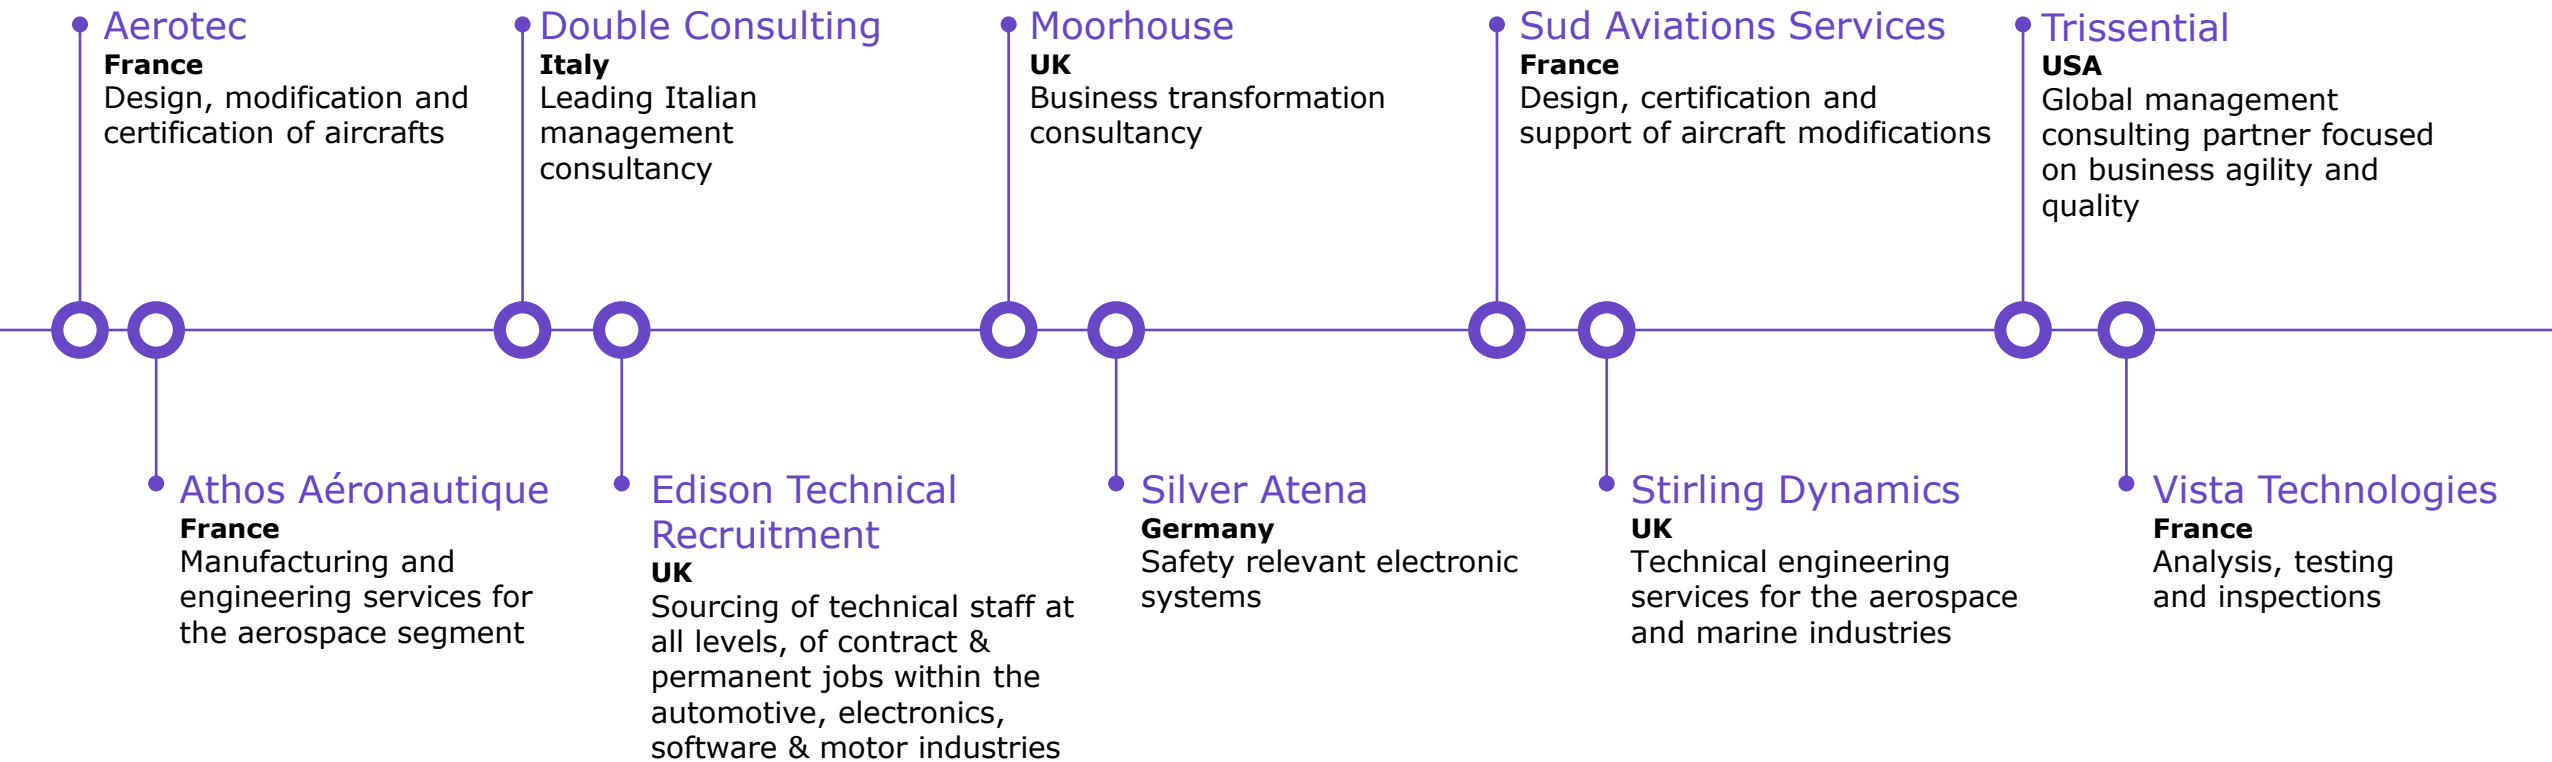 Aerotec
France
Design, modification and
certification of aircrafts
Double Consulting
Italy
Leading Italian
management
consultancy
Moorhouse
UK
Business transformation
consultancy
Sud Aviations Services
France
Design, certification and
support of aircraft modifications
Trissential
USA
Global management
consulting partner focused
on business agility and
quality
Athos Aéronautique
France
Manufacturing and
engineering services for
the aerospace segment
Edison Technical
Recruitment
UK
Sourcing of technical staff at
all levels, of contract &
permanent jobs within the
automotive, electronics,
software & motor industries
Silver Atena
Germany
Safety relevant electronic
systems
Stirling Dynamics
UK
Technical engineering
services for the aerospace
and marine industries
Vista Technologies
France
Analysis, testing
and inspections